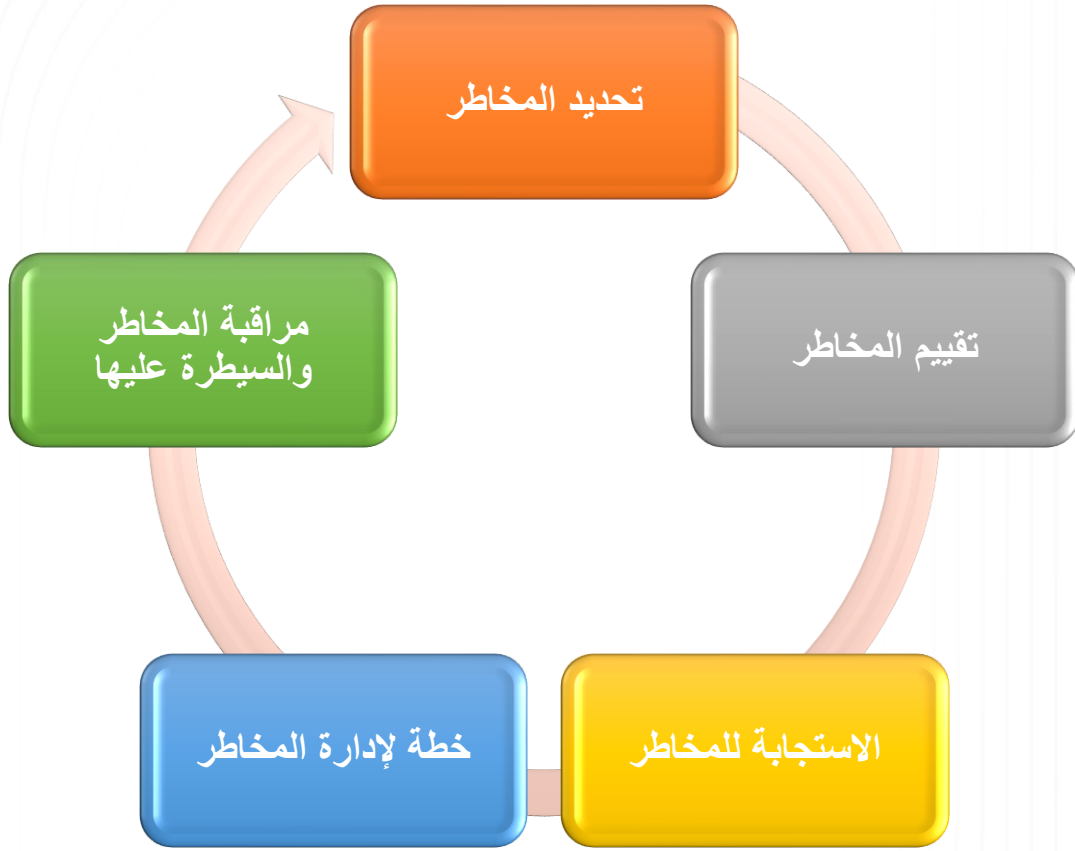 تحديد المخاطر
تقييم المخاطر
الاستجابة للمخاطر
خطة لإدارة المخاطر
مراقبة المخاطر
والسيطرة عليها